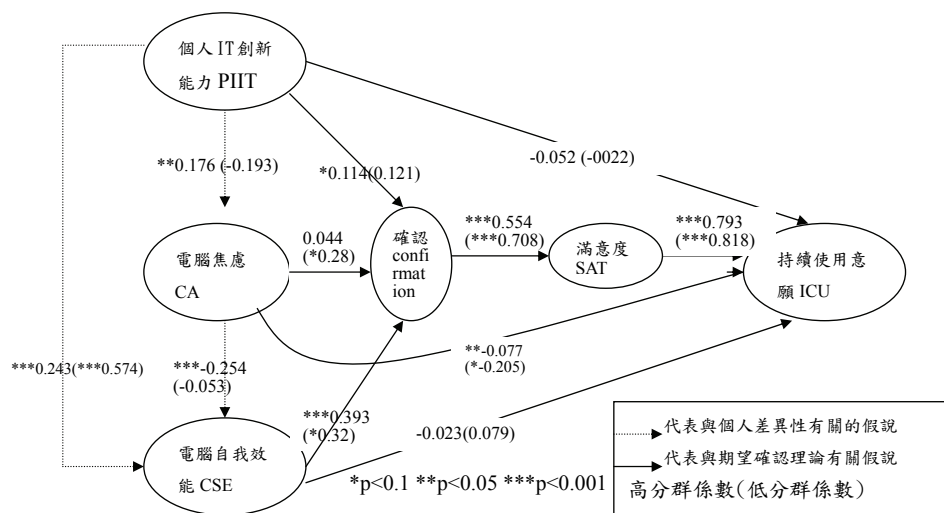 個人 IT創新
能力 PIIT
**0.176 (-0.193)
*0.114(0.121)
-0.052 (-0022)
電腦焦慮
CA
0.044
(*0.28)
確認
confi
rmat
ion
***0.554
(***0.708)
滿意度
SAT
***0.793
(***0.818)
持續使用意
願 ICU
***0.243(***0.574)
***-0.254
(-0.053)
**-0.077
(*-0.205)
***0.393
(*0.32)
-0.023(0.079)
電腦自我效
能 CSE
*p<0.1 **p<0.05 ***p<0.001
代表與個人差異性有關的假說
代表與期望確認理論有關假說
高分群係數(低分群係數)